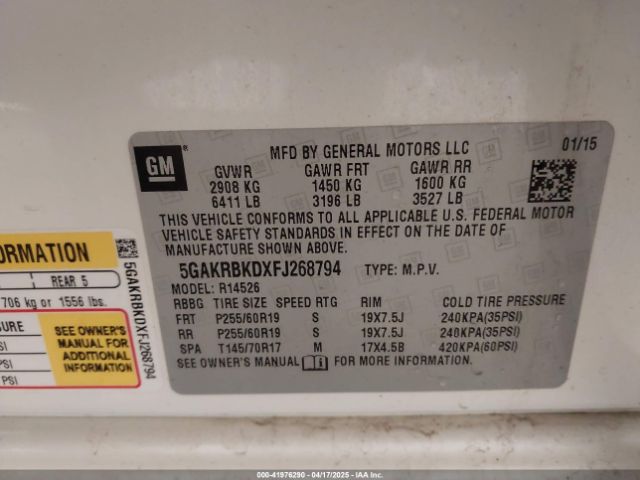 GM
MFD BY GENERAL MOTORS LLC 01/15
GVWR GAWR FRT GAWR RR
2908 KG 1450 KG 1600 KG
6411 LB 3196 LB 3527 LB
THIS VEHICLE CONFORMS TO ALL APPLICABLE U.S. FEDERAL MOTOR
VEHICLE SAFETY STANDARDS IN EFFECT ON THE DATE OF
MANUFACTURE SHOWN ABOVE.
5GAKRBKDXFJ268794 TYPE: M.P.V.
MODEL: R14526
RBBG TIRE SIZE SPEED RTG RIM COLD TIRE PRESSURE
FRT P255/60R19 S 19X7.5J 240KPA(35PSI)
RR P255/60R19 S 19X7.5J 240KPA(35PSI)
SPA T145/70R17 M 17X4.5B 420KPA(60PSI)
SEE OWNER'S MANUAL i FOR MORE INFORMATION.
ORMATION
REAR 5
706 kg or 1556 lbs.
SURE
SI
SI
PSI
SEE OWNER'S
MANUAL FOR
ADDITIONAL
INFORMATION
5GAKRBKDXFJ268794
000-41976290 - 04/17/2025 - IAAI.COM